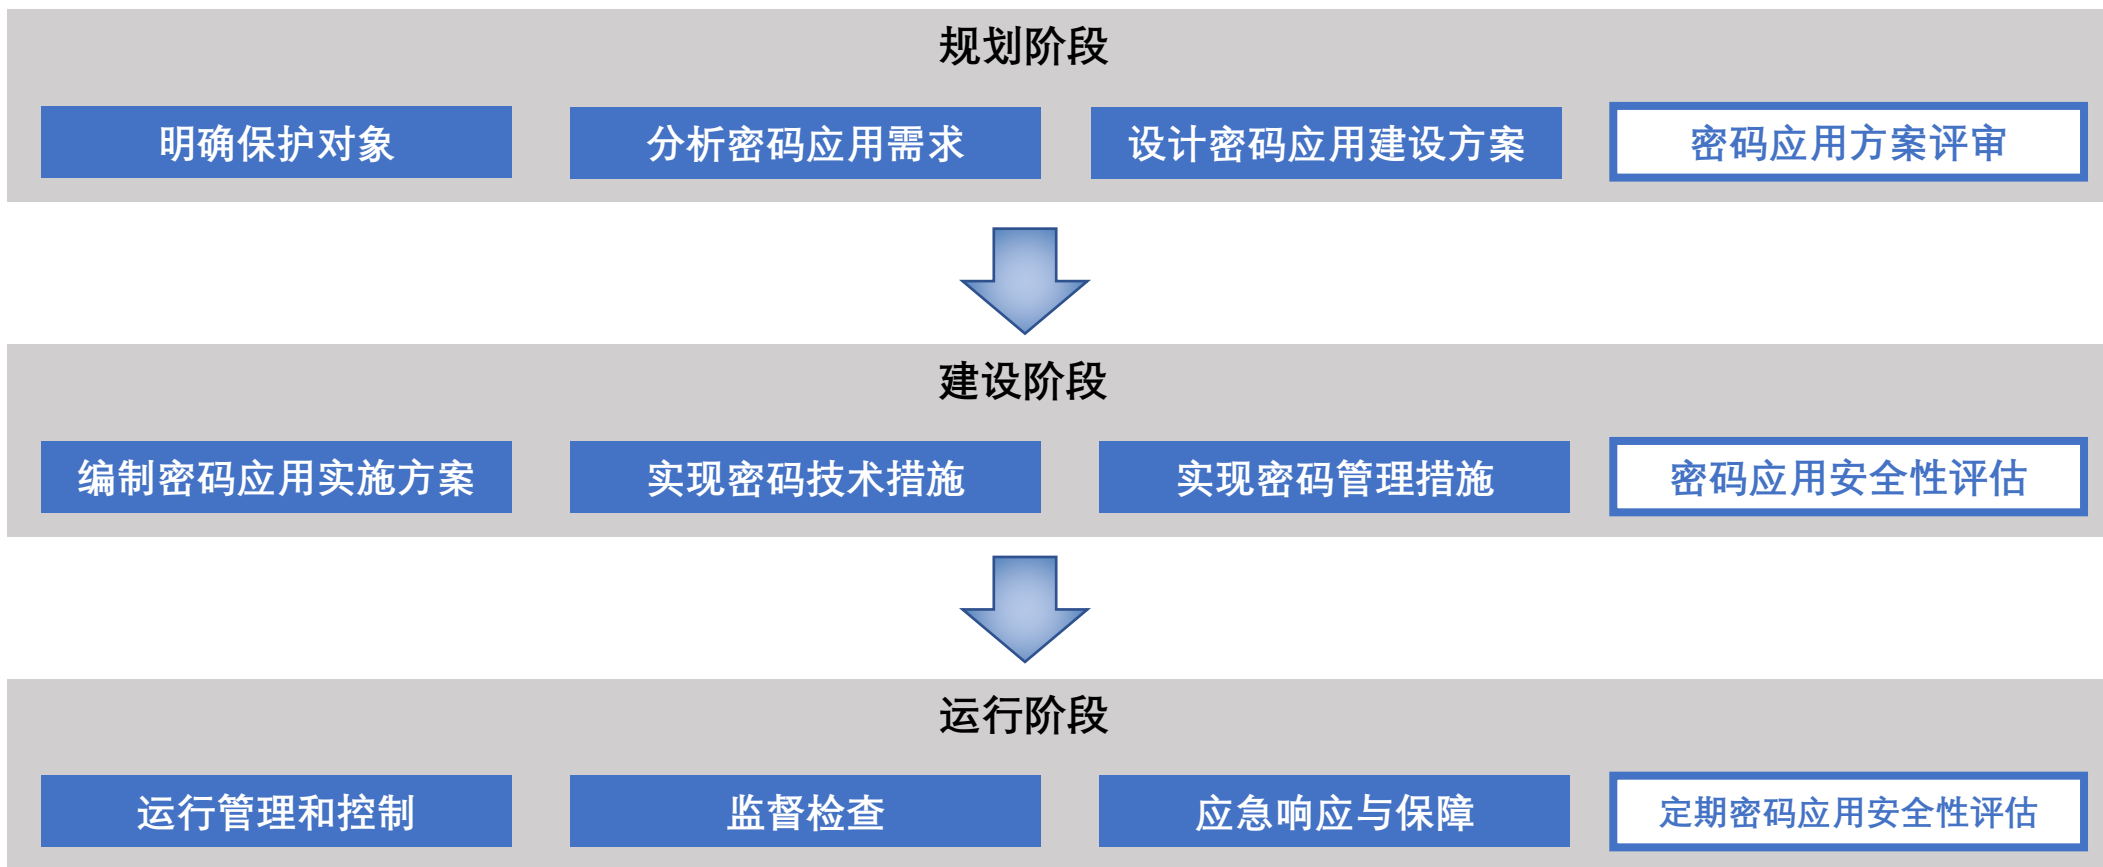 规划阶段
明确保护对象
分析密码应用需求
设计密码应用建设方案
密码应用方案评审
建设阶段
编制密码应用实施方案
实现密码技术措施
实现密码管理措施
密码应用安全性评估
运行阶段
运行管理和控制
监督检查
应急响应与保障
定期密码应用安全性评估